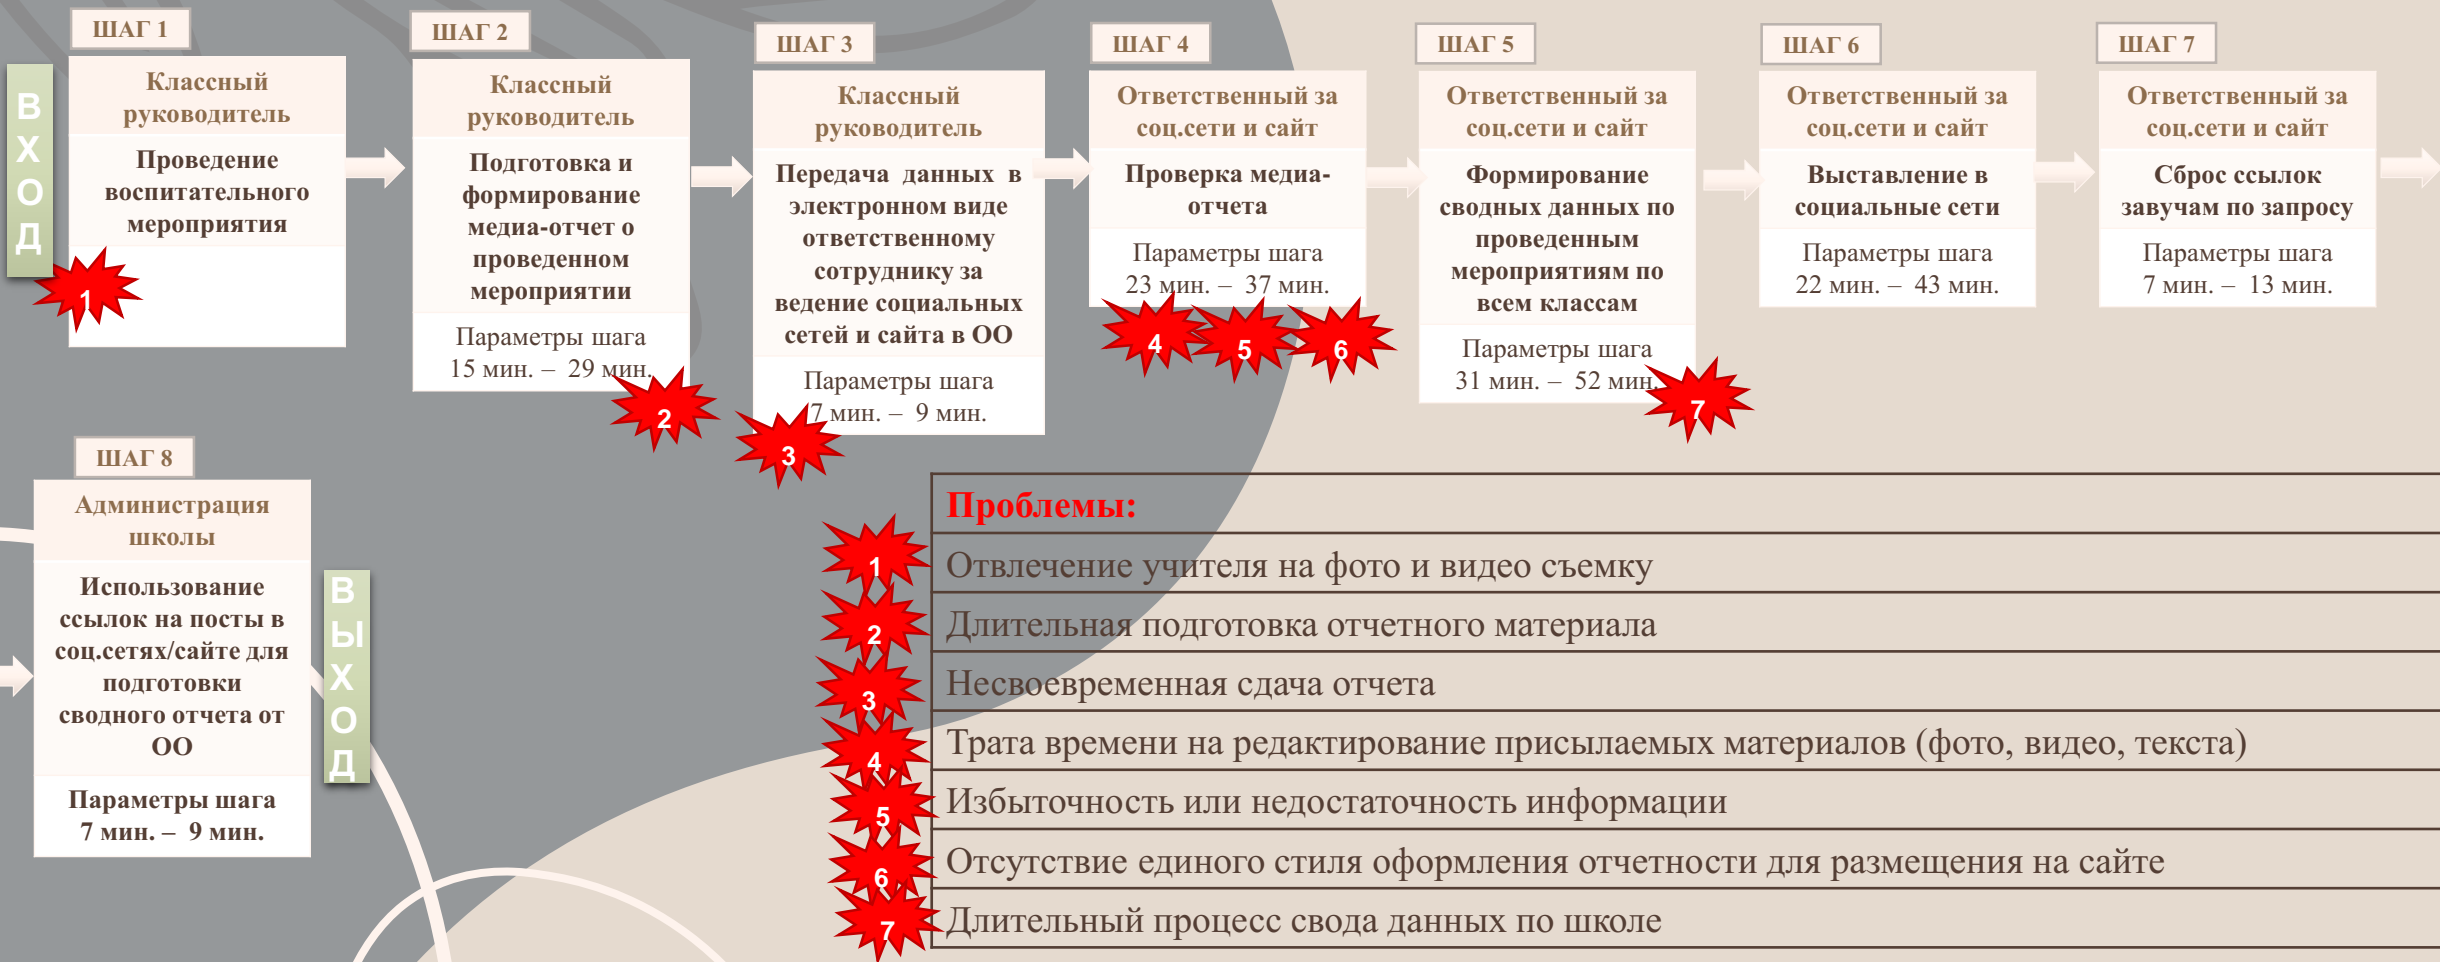 ВХОД
ШАГ 1
Классный
руководитель
Проведение
воспитательного
мероприятия
1
ШАГ 2
Классный
руководитель
Подготовка и
формирование
медиа-отчет о
проведенном
мероприятии
Параметры шага
15 мин. – 29 мин.
2
ШАГ 3
Классный
руководитель
Передача данных в
электронном виде
ответственному
сотруднику за
ведение социальных
сетей и сайта в ОО
Параметры шага
7 мин. – 9 мин.
3
ШАГ 4
Ответственный за
соц.сети и сайт
Проверка медиа-
отчета
Параметры шага
23 мин. – 37 мин.
4
5
6
ШАГ 5
Ответственный за
соц.сети и сайт
Формирование
сводных данных по
проведенным
мероприятиям по
всем классам
Параметры шага
31 мин. – 52 мин.
7
ШАГ 6
Ответственный за
соц.сети и сайт
Выставление в
социальные сети
Параметры шага
22 мин. – 43 мин.
ШАГ 7
Ответственный за
соц.сети и сайт
Сброс ссылок
завучам по запросу
Параметры шага
7 мин. – 13 мин.
ШАГ 8
Администрация
школы
Использование
ссылок на посты в
соц.сетях/сайте для
подготовки
сводного отчета от
ОО
Параметры шага
7 мин. – 9 мин.
ВЫХОД
Проблемы:
1 Отвлечение учителя на фото и видео съемку
2 Длительная подготовка отчетного материала
3 Несвоевременная сдача отчета
4 Трата времени на редактирование присылаемых материалов (фото, видео, текста)
5 Избыточность или недостаточность информации
6 Отсутствие единого стиля оформления отчетности для размещения на сайте
7 Длительный процесс свода данных по школе